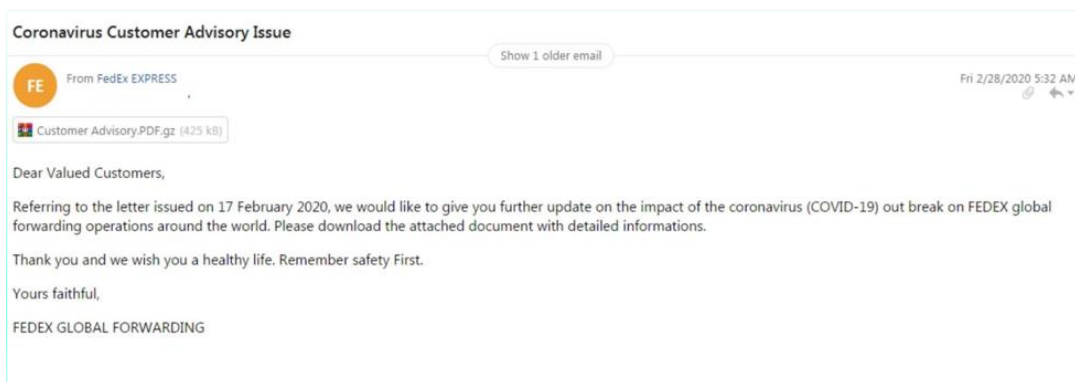 Coronavirus Customer Advisory Issue
Show 1 older email
FE
From FedEx EXPRESS
Fri 2/28/2020 5:32 AM
Customer Advisory.PDF.gz (425 kB)
Dear Valued Customers,
Referring to the letter issued on 17 February 2020, we would like to give you further update on the impact of the coronavirus (COVID-19) out break on FEDEX global
forwarding operations around the world. Please download the attached document with detailed informations.
Thank you and we wish you a healthy life. Remember safety First.
Yours faithful,
FEDEX GLOBAL FORWARDING